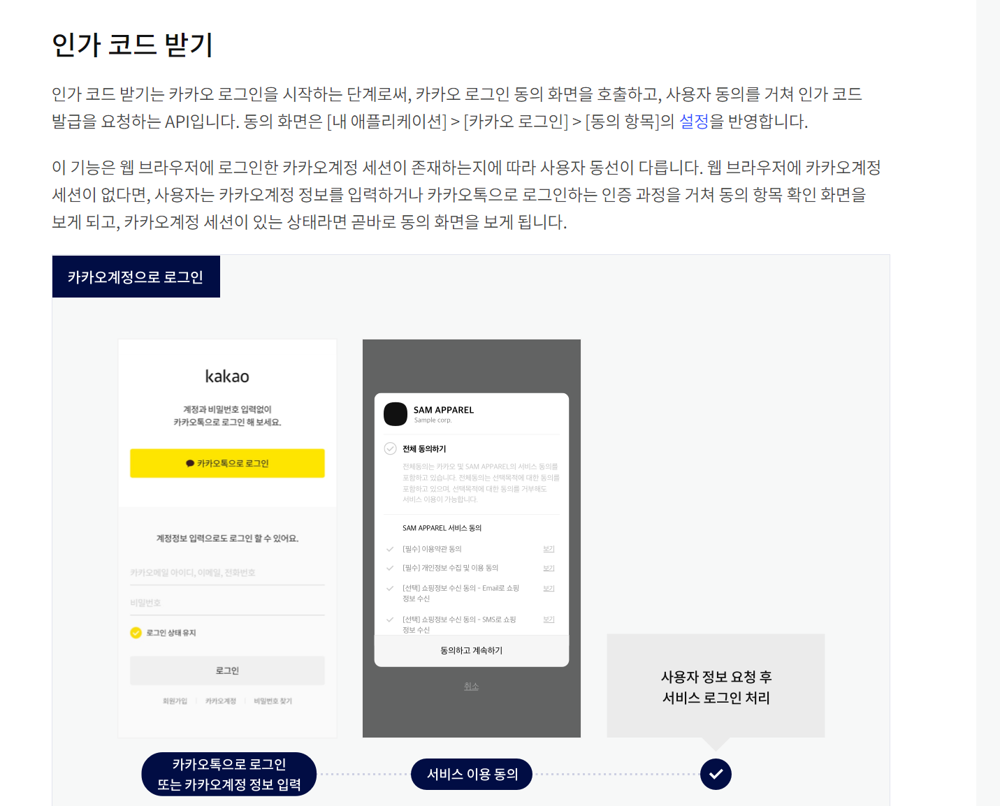 인가 코드 받기
인가 코드 받기는 카카오 로그인을 시작하는 단계로써, 카카오 로그인 동의 화면을 호출하고, 사용자 동의를 거쳐 인가 코드
발급을 요청하는 API입니다. 동의 화면은 [내 애플리케이션] > [카카오 로그인] > [동의 항목]의 설정을 반영합니다.
이 기능은 웹 브라우저에 로그인한 카카오계정 세션이 존재하는지에 따라 사용자 동선이 다릅니다. 웹 브라우저에 카카오계정
세션이 없다면, 사용자는 카카오계정 정보를 입력하거나 카카오톡으로 로그인하는 인증 과정을 거쳐 동의 항목 확인 화면을
보게 되고, 카카오계정 세션이 있는 상태라면 곧바로 동의 화면을 보게 됩니다.
카카오계정으로 로그인
kakao
계정과 비밀번호 입력없이
카카오톡으로 로그인 해 보세요.
카카오톡으로 로그인
계정정보 입력으로도 로그인 할 수 있어요.
카카오메일 아이디, 이메일, 전화번호
비밀번호
로그인 상태 유지
로그인
회원가입 | 카카오계정 | 비밀번호 찾기
SAM APPAREL
Sample corp.
전체 동의하기
전체동의는 카카오 및 SAM APPAREL의 서비스 동의를
포함하고 있습니다. 전체동의는 선택목적에 대한 동의를
포함하고 있으며, 선택목적에 대한 동의를 거부해도
서비스 이용이 가능합니다.
SAM APPAREL 서비스 동의
[필수] 이용약관 동의 보기
[필수] 개인정보 수집 및 이용 동의 보기
[선택] 쇼핑정보 수신 동의 - Email로 쇼핑 보기
정보 수신
[선택] 쇼핑정보 수신 동의 - SMS로 쇼핑 보기
정보 수신
동의하고 계속하기
취소
사용자 정보 요청 후
서비스 로그인 처리
카카오톡으로 로그인
또는 카카오계정 정보 입력
서비스 이용 동의